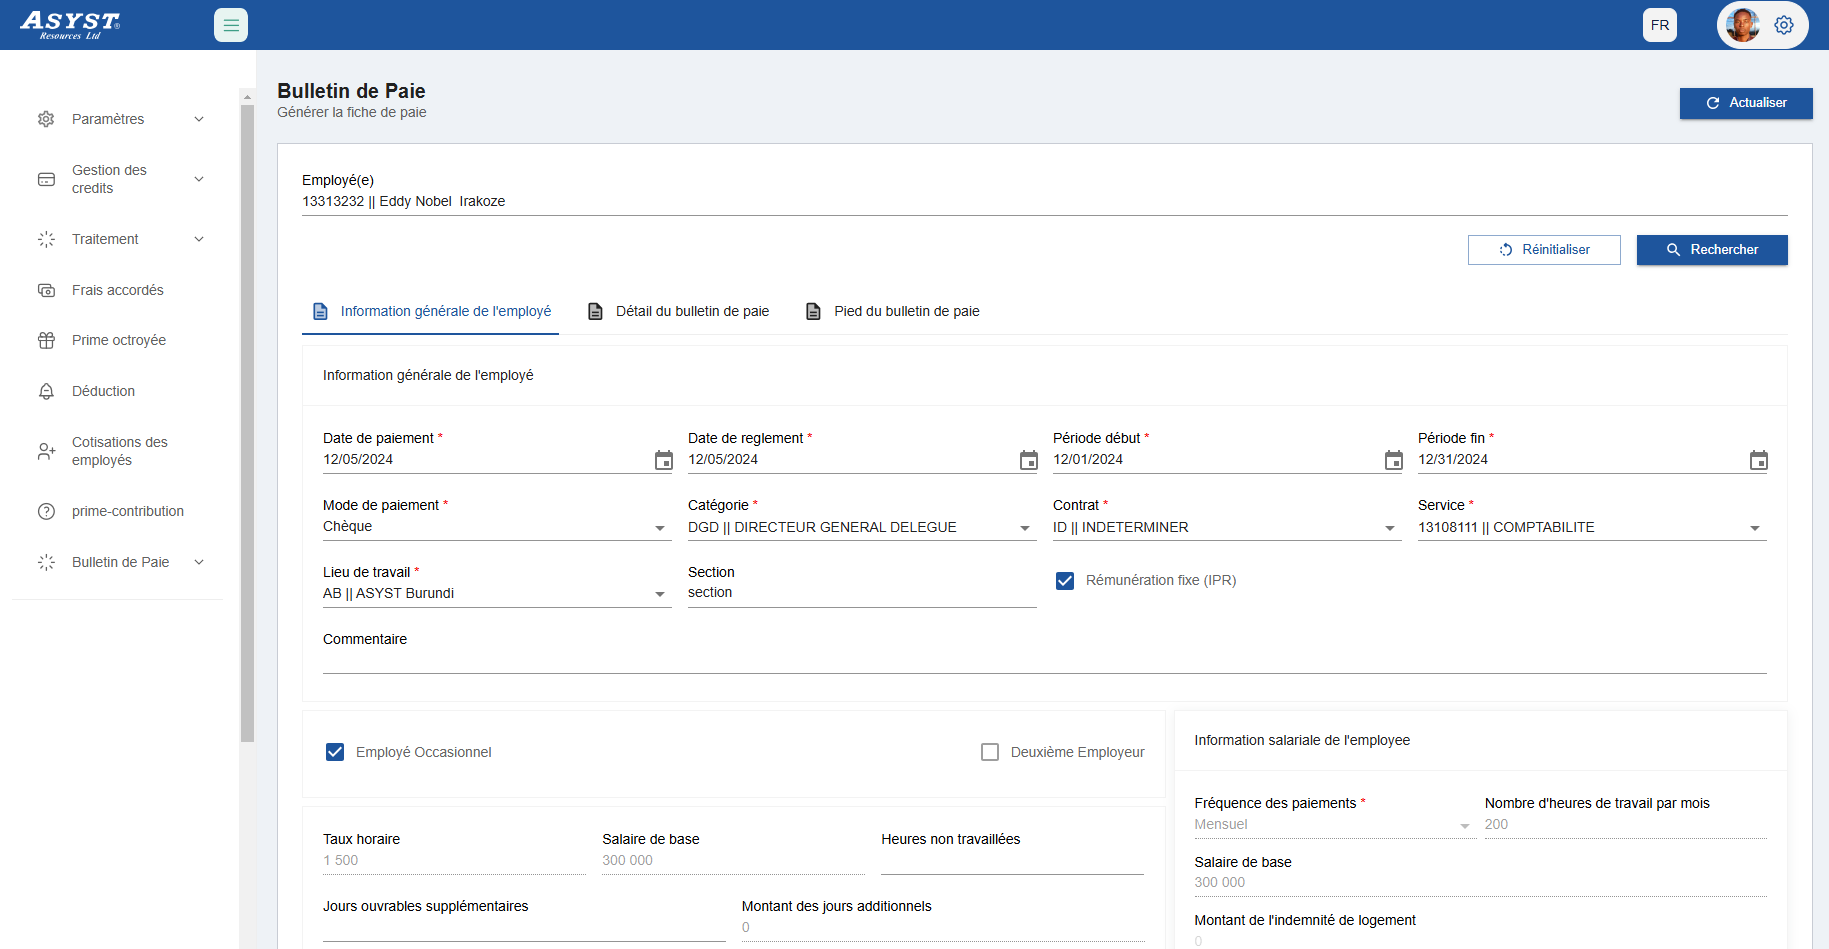 ASYST®
Resources Ltd
FR
Paramètres
Gestion des
credits
Traitement
Frais accordés
Prime octroyée
Déduction
Cotisations des
employés
prime-contribution
Bulletin de Paie
Bulletin de Paie
Générer la fiche de paie
Actualiser
Employé(e)
13313232 || Eddy Nobel  Irakoze
Réinitialiser
Rechercher
Information générale de l'employé
Détail du bulletin de paie
Pied du bulletin de paie
Information générale de l'employé
Date de paiement *
12/05/2024
Date de reglement *
12/05/2024
Période début *
12/01/2024
Période fin *
12/31/2024
Mode de paiement *
Chèque
Catégorie *
DGD || DIRECTEUR GENERAL DELEGUE
Contrat *
ID || INDETERMINER
Service *
13108111 || COMPTABILITE
Lieu de travail *
AB || ASYST Burundi
Section
section
Rémunération fixe (IPR)
Commentaire
Employé Occasionnel
Deuxième Employeur
Taux horaire
1 500
Salaire de base
300 000
Heures non travaillées
Jours ouvrables supplémentaires
Montant des jours additionnels
0
Information salariale de l'employee
Fréquence des paiements *
Mensuel
Nombre d'heures de travail par mois
200
Salaire de base
300 000
Montant de l'indemnité de logement
0